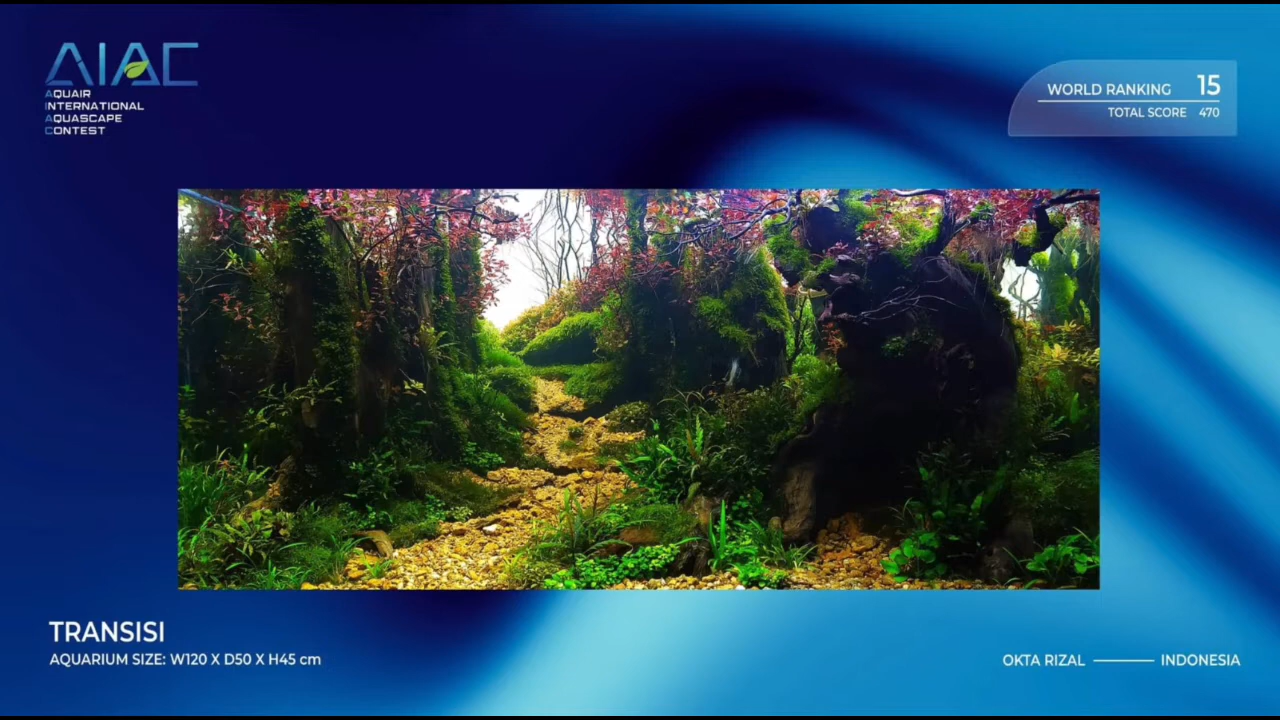 AIAC
AQUAIR
INTERNATIONAL
AQUASCAPE
CONTEST
WORLD RANKING 15
TOTAL SCORE 470
TRANSISI
AQUARIUM SIZE: W120 X D50 X H45 cm
OKTA RIZAL INDONESIA